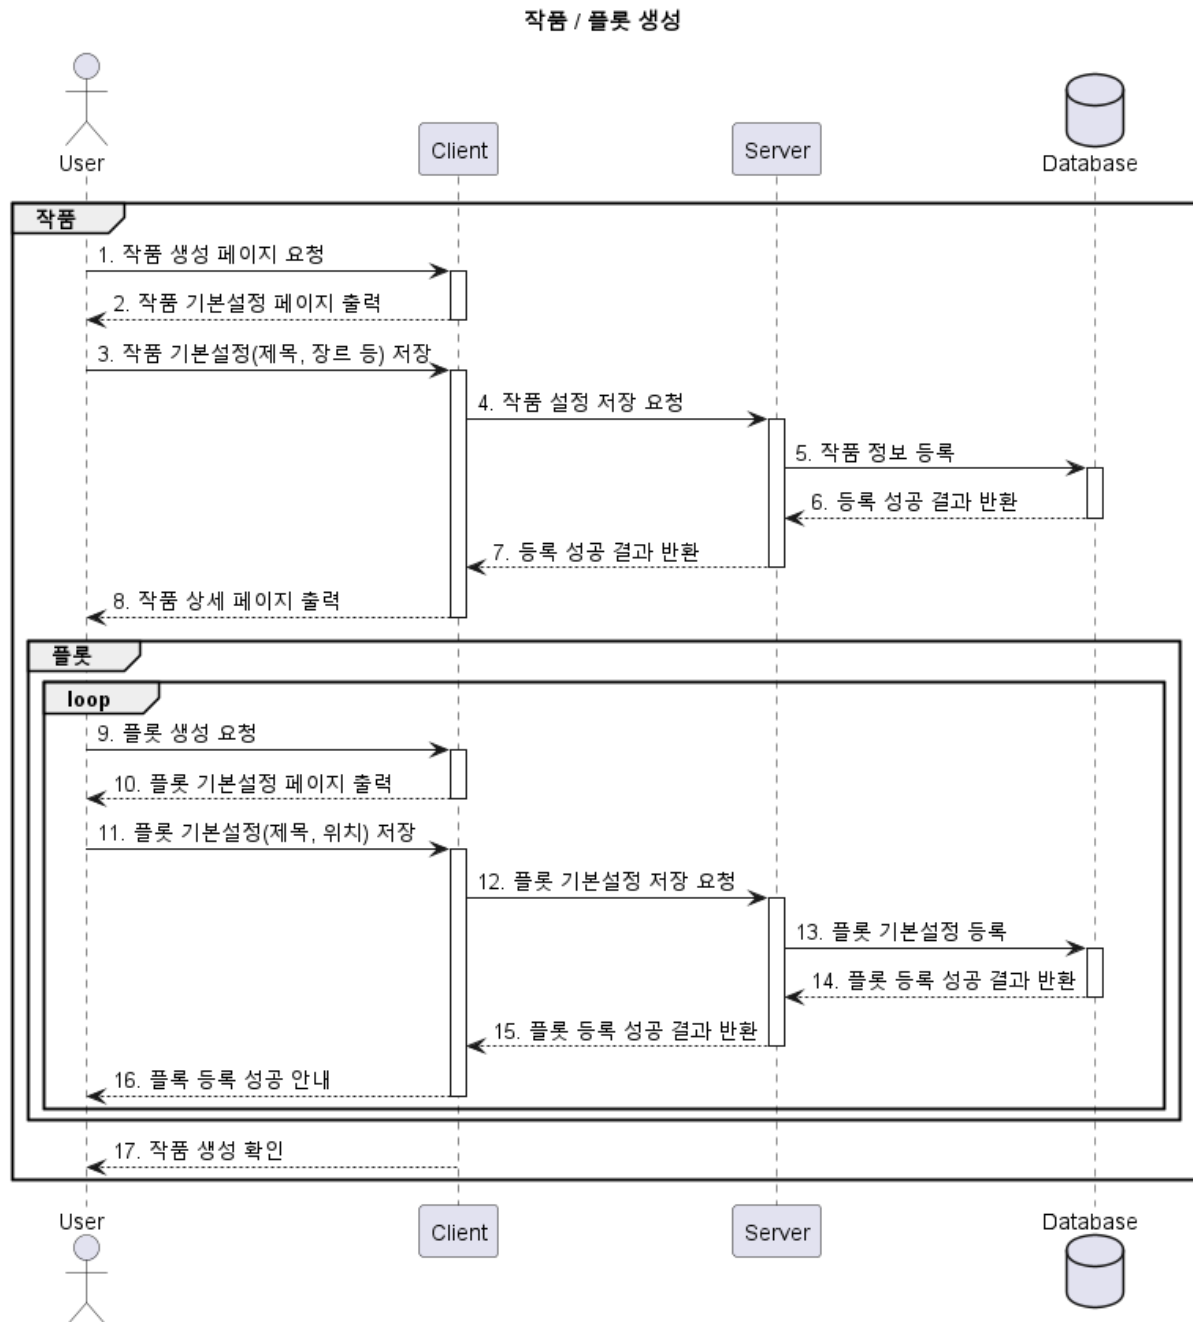 작품 / 플롯 생성
User
Client
Server
Database
작품
1. 작품 생성 페이지 요청
2. 작품 기본설정 페이지 출력
3. 작품 기본설정(제목, 장르 등) 저장
4. 작품 설정 저장 요청
5. 작품 정보 등록
6. 등록 성공 결과 반환
7. 등록 성공 결과 반환
8. 작품 상세 페이지 출력
플롯
loop
9. 플롯 생성 요청
10. 플롯 기본설정 페이지 출력
11. 플롯 기본설정(제목, 위치) 저장
12. 플롯 기본설정 저장 요청
13. 플롯 기본설정 등록
14. 플롯 등록 성공 결과 반환
15. 플롯 등록 성공 결과 반환
16. 플록 등록 성공 안내
17. 작품 생성 확인
User
Client
Server
Database